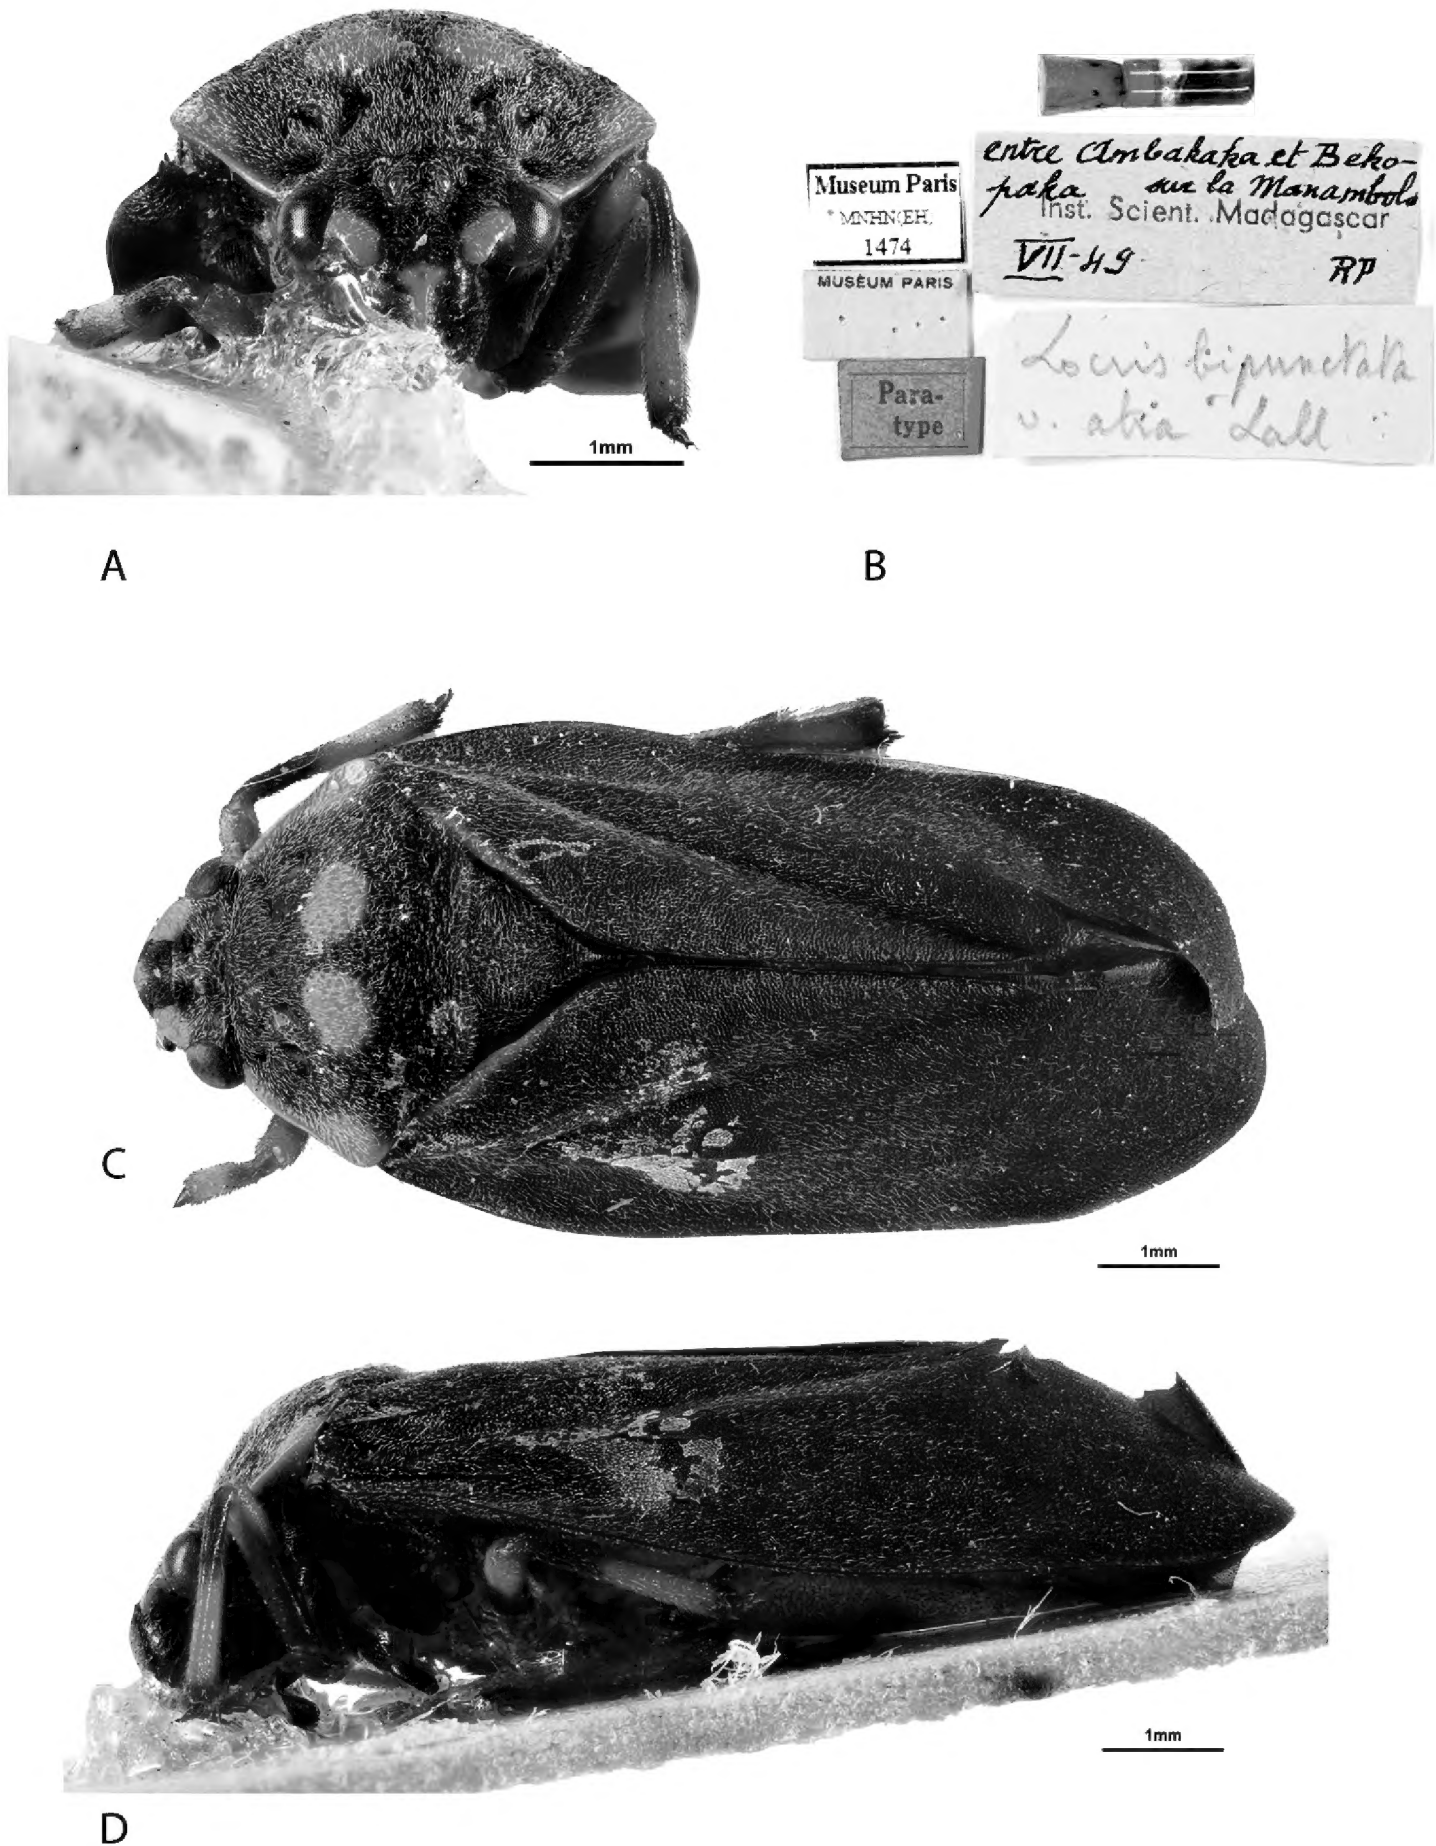 entre Ambakaka et Beko-
paka sur la Manambolo
Inst. Scient. Madagascar
VII-49 RP
Museum Paris
MNHN(EH)
1474
MUSÉUM PARIS
Para-
type
Locris bipunctata
v. atra Lall
1mm
A
B
C
1mm
1mm
D